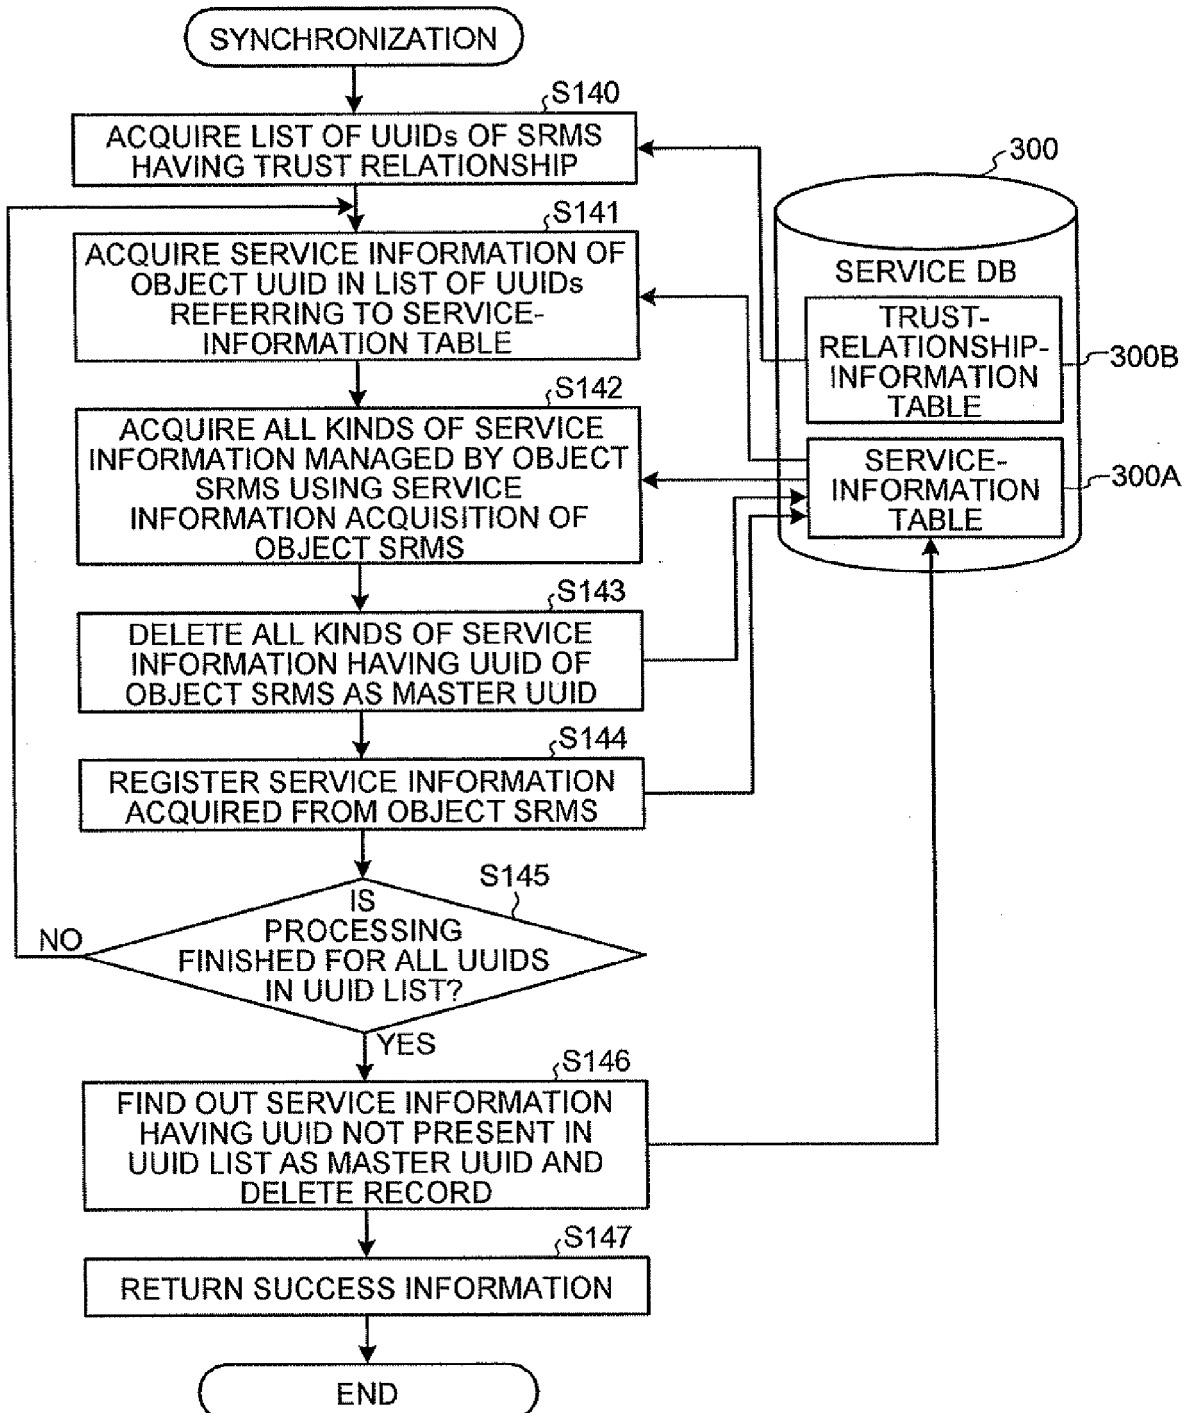 SYNCHRONIZATION
S140
ACQUIRE LIST OF UUIDs OF SRMS
HAVING TRUST RELATIONSHIP
S141
ACQUIRE SERVICE INFORMATION OF
OBJECT UUID IN LIST OF UUIDs
REFERRING TO SERVICE-
INFORMATION TABLE
S142
ACQUIRE ALL KINDS OF SERVICE
INFORMATION MANAGED BY OBJECT
SRMS USING SERVICE
INFORMATION ACQUISITION OF
OBJECT SRMS
S143
DELETE ALL KINDS OF SERVICE
INFORMATION HAVING UUID OF
OBJECT SRMS AS MASTER UUID
S144
REGISTER SERVICE INFORMATION
ACQUIRED FROM OBJECT SRMS
S145
IS
PROCESSING
FINISHED FOR ALL UUIDS
IN UUID LIST?
NO
YES
S146
FIND OUT SERVICE INFORMATION
HAVING UUID NOT PRESENT IN
UUID LIST AS MASTER UUID AND
DELETE RECORD
S147
RETURN SUCCESS INFORMATION
END
300
SERVICE DB
TRUST-
RELATIONSHIP-
INFORMATION
TABLE
300B
SERVICE-
INFORMATION
TABLE
300A